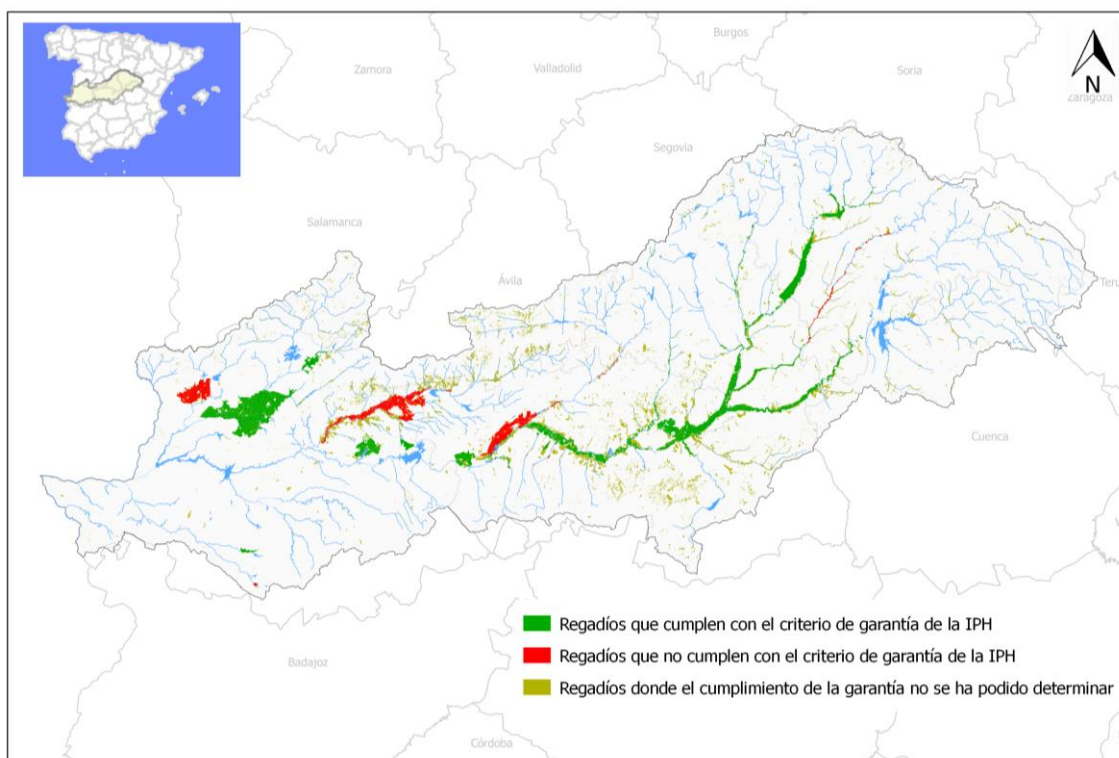 Burgos
Zamora
Valladolid
Soria
N
Zaragoza
Segovia
Salamanca
Ávila
Teru
Cuenca
Regadíos que cumplen con el criterio de garantía de la IPH
Regadíos que no cumplen con el criterio de garantía de la IPH
Regadíos donde el cumplimiento de la garantía no se ha podido determinar
Badajoz
Córdoba